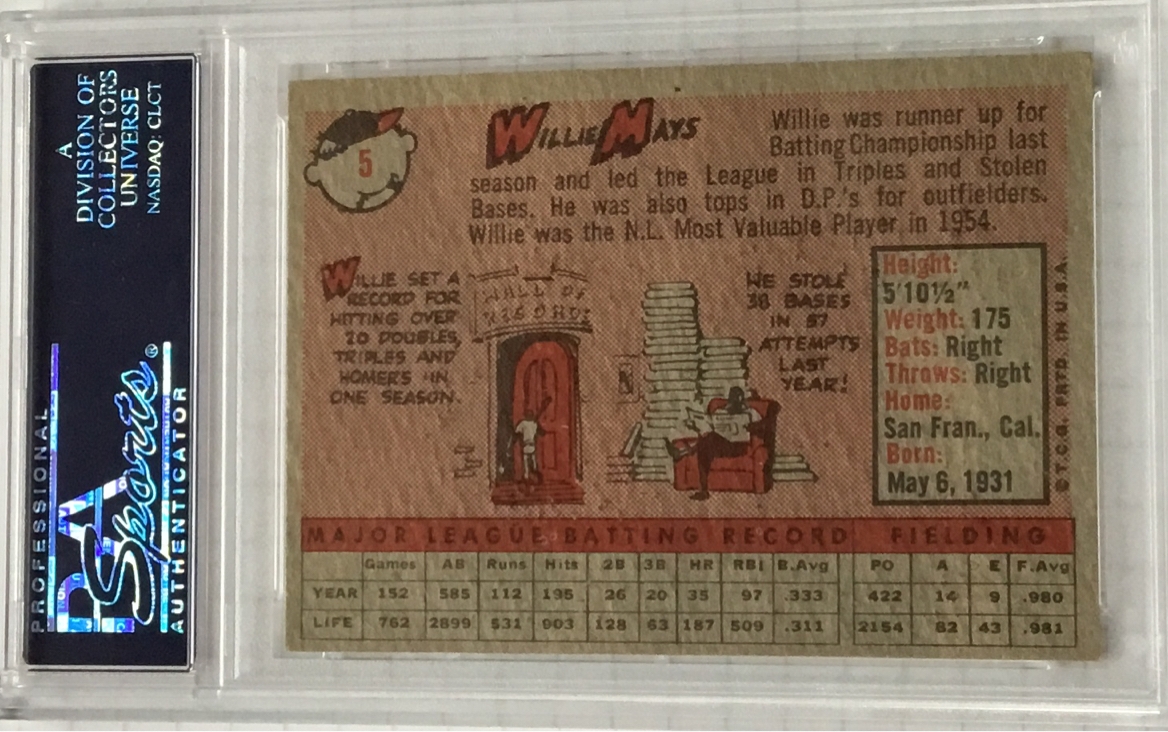 A
DIVISION OF
COLLECTORS
UNIVERSE
NASDAQ: CLCT
PSA
Sports®
PROFESSIONAL
AUTHENTICATOR
5
WILLIE MAYS
Willie was runner up for
Batting Championship last
season and led the League in Triples and Stolen
Bases. He was also tops in D.P.'s for outfielders.
Willie was the N.L. Most Valuable Player in 1954.
WILLIE SET A
RECORD FOR
HITTING OVER
20 DOUBLES,
TRIPLES AND
HOMERS IN
ONE SEASON.
HALL OF
RECORDS
HE STOLE
38 BASES
IN 57
ATTEMPTS
LAST
YEAR!
Height:
5'10½"
Weight: 175
Bats: Right
Throws: Right
Home:
San Fran., Cal.
Born:
May 6, 1931
© T.C.G. PRTD. IN U.S.A.
MAJOR LEAGUE BATTING RECORD FIELDING
Games AB Runs Hits 2B 3B HR RBI B.Avg PO A E F.Avg
YEAR 152 585 112 195 26 20 35 97 .333 422 14 9 .980
LIFE 762 2899 531 903 128 63 187 509 .311 2154 82 43 .981